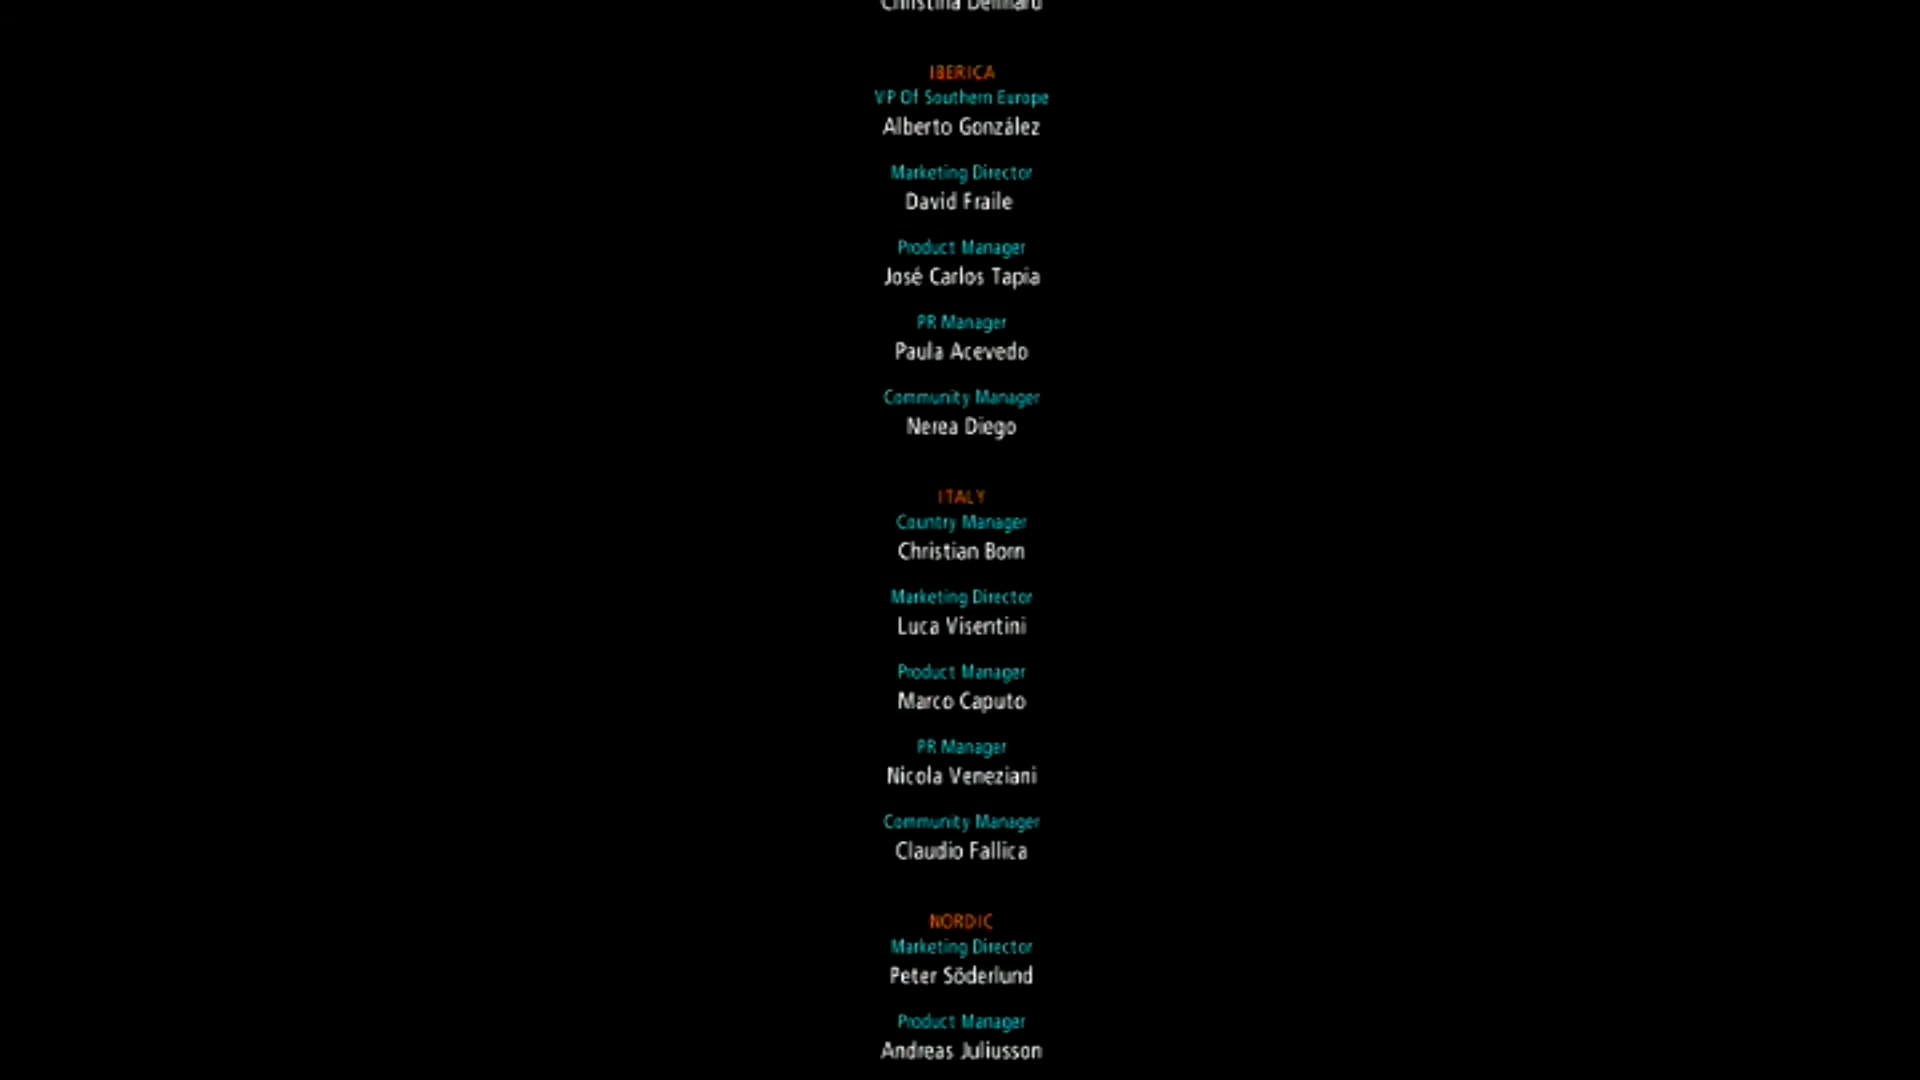 Christina Dennard
IBERICA
VP Of Southern Europe
Alberto González
Marketing Director
David Fraile
Product Manager
José Carlos Tapia
PR Manager
Paula Acevedo
Community Manager
Nerea Diego
ITALY
Country Manager
Christian Born
Marketing Director
Luca Visentini
Product Manager
Marco Caputo
PR Manager
Nicola Veneziani
Community Manager
Claudio Fallica
NORDIC
Marketing Director
Peter Söderlund
Product Manager
Andreas Juliusson